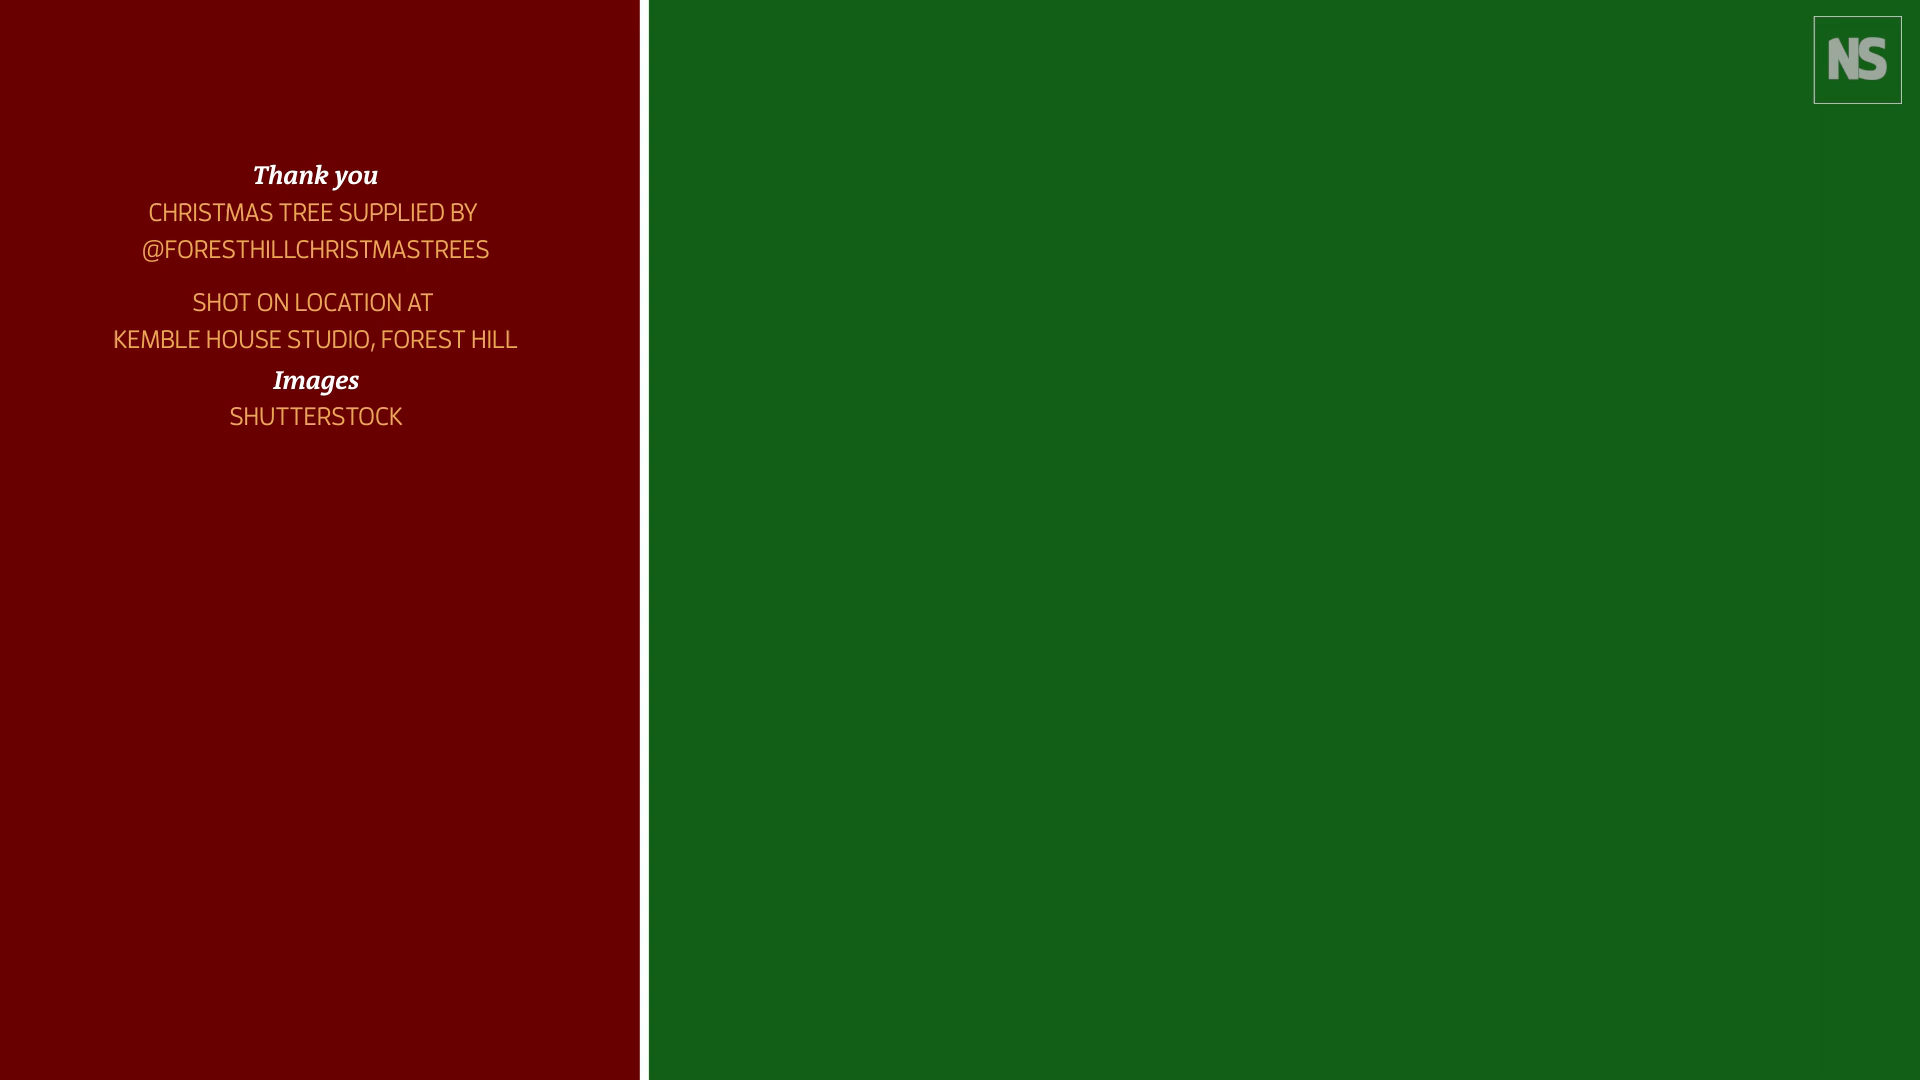 NS
Thank you
CHRISTMAS TREE SUPPLIED BY
@FORESTHILLCHRISTMASTREES
SHOT ON LOCATION AT
KEMBLE HOUSE STUDIO, FOREST HILL
Images
SHUTTERSTOCK